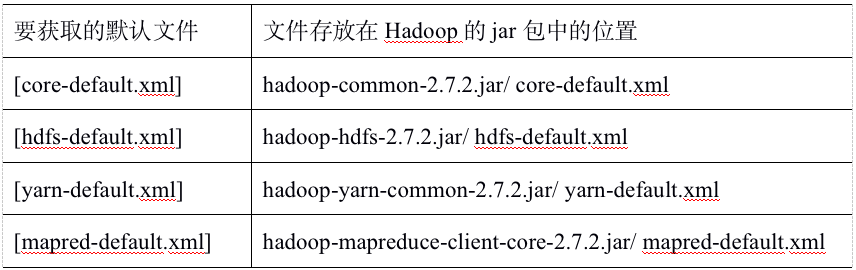 要获取的默认文件 文件存放在 Hadoop 的 jar 包中的位置
[core-default.xml] hadoop-common-2.7.2.jar/ core-default.xml
[hdfs-default.xml] hadoop-hdfs-2.7.2.jar/ hdfs-default.xml
[yarn-default.xml] hadoop-yarn-common-2.7.2.jar/ yarn-default.xml
[mapred-default.xml] hadoop-mapreduce-client-core-2.7.2.jar/ mapred-default.xml